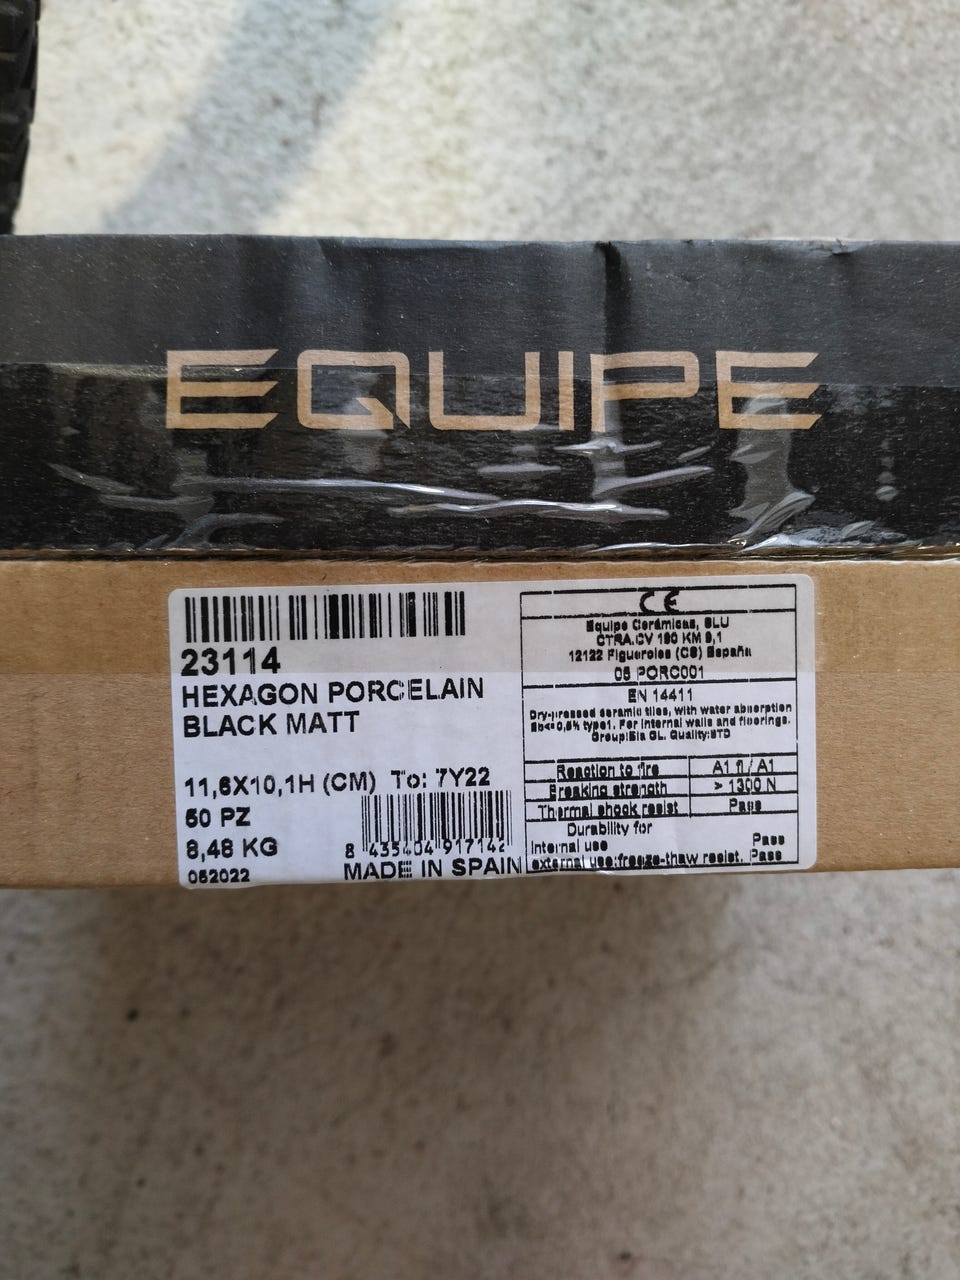 EQUIPE
23114
HEXAGON PORCELAIN
BLACK MATT
11,6X10,1H (CM) To: 7Y22
50 PZ
8,48 KG
052022
8 435404 917142
MADE IN SPAIN
CE
Equipe Cerámicas, SLU
CTRA.CV 160 KM 9,1
12122 Figueroles (CS) España
05 PORC001
EN 14411
Dry-pressed ceramic tiles, with water absorption
Eb<=0,5% type1. For internal walls and floorings.
Group:BIa GL. Quality:STD
Reaction to fire A1 fl / A1
Breaking strength > 1300 N
Thermal shock resist Pass
Durability for
Internal use Pass
external use:freeze-thaw resist. Pass